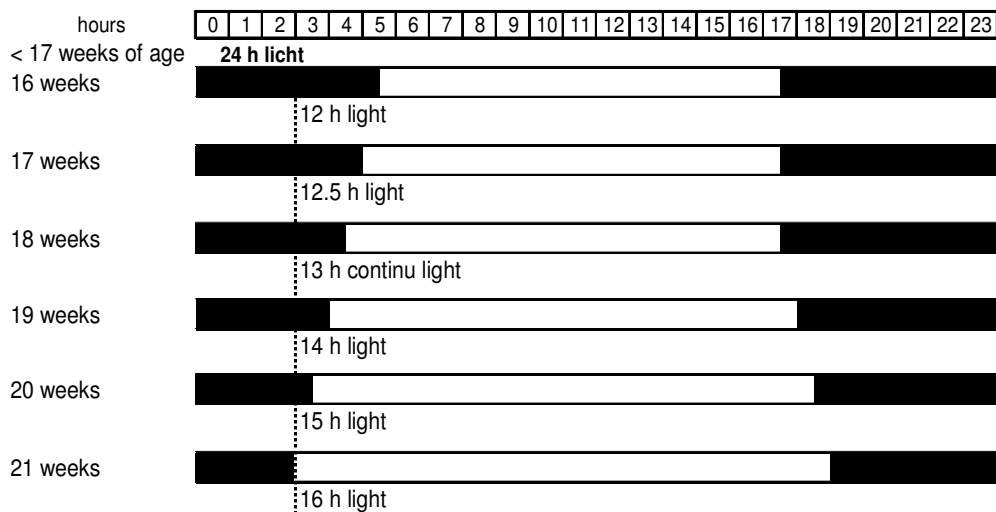 hours 0 1 2 3 4 5 6 7 8 9 10 11 12 13 14 15 16 17 18 19 20 21 22 23
< 17 weeks of age 24 h licht
16 weeks
12 h light
17 weeks
12.5 h light
18 weeks
13 h continu light
19 weeks
14 h light
20 weeks
15 h light
21 weeks
16 h light